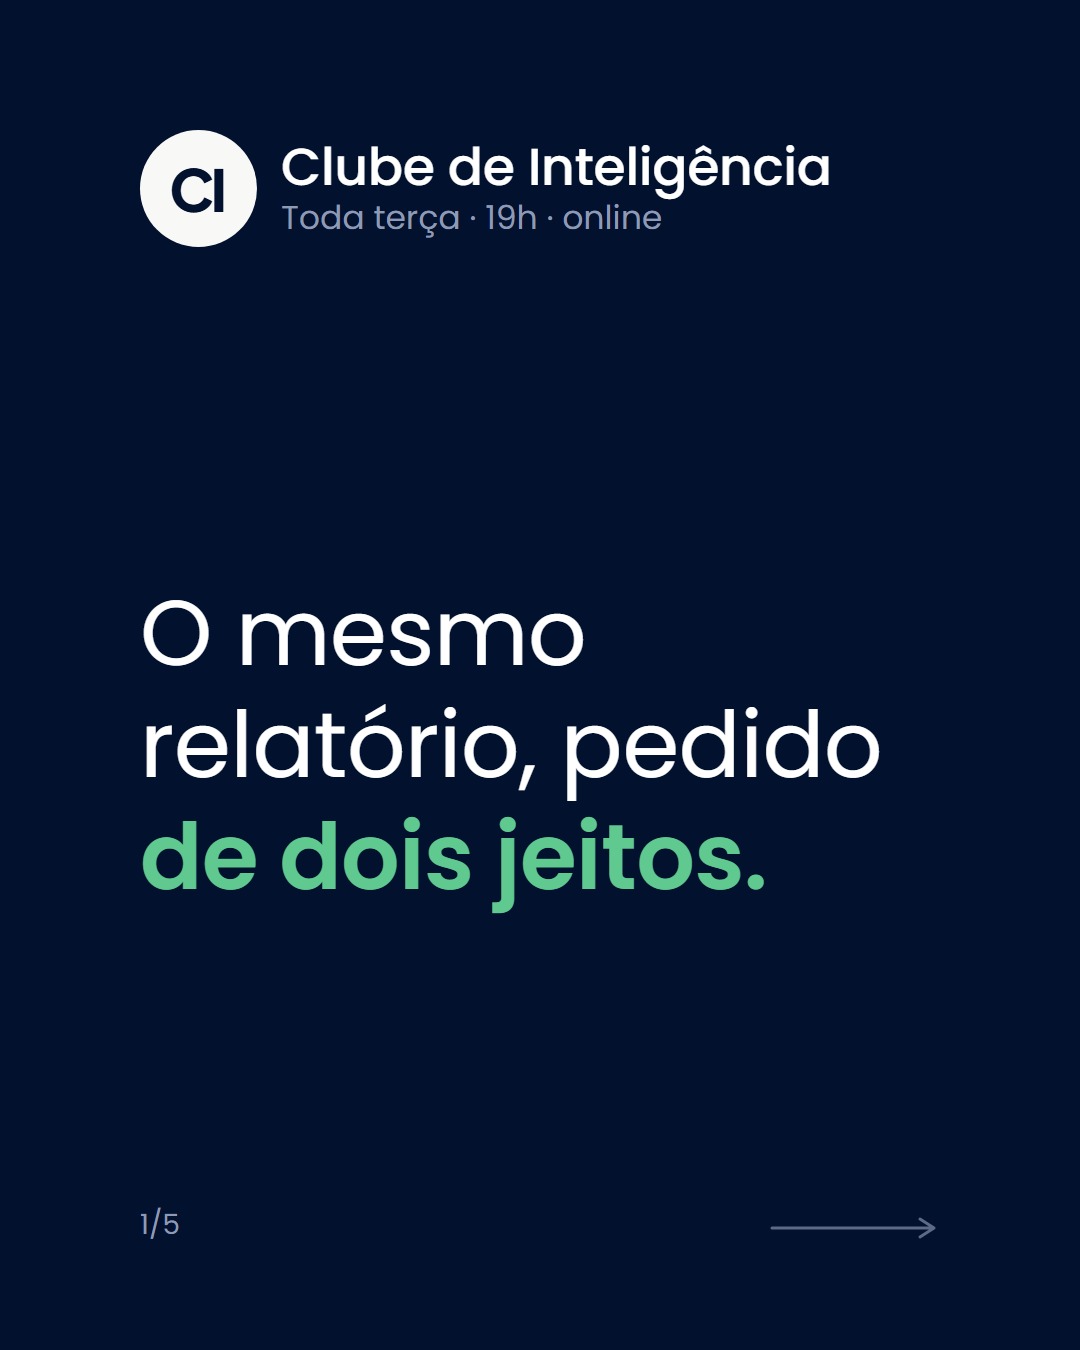 CI
Clube de Inteligência
Toda terça · 19h · online
O mesmo
relatório, pedido
de dois jeitos.
1/5